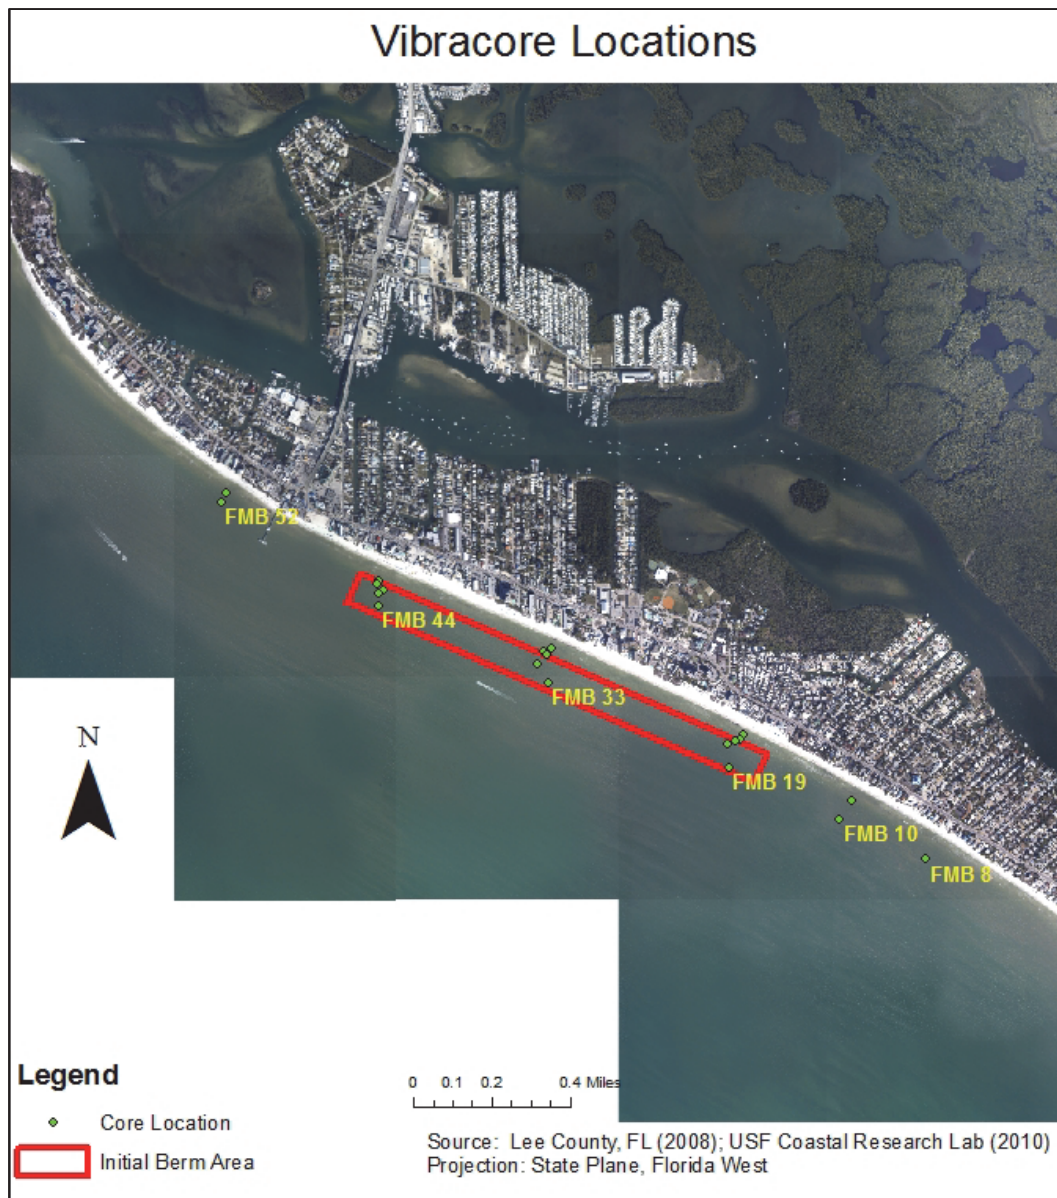 Vibracore Locations
FMB 52
FMB 44
FMB 33
FMB 19
FMB 10
FMB 8
N
Legend
Core Location
Initial Berm Area
0 0.1 0.2 0.4 Miles
Source: Lee County, FL (2008); USF Coastal Research Lab (2010)
Projection: State Plane, Florida West